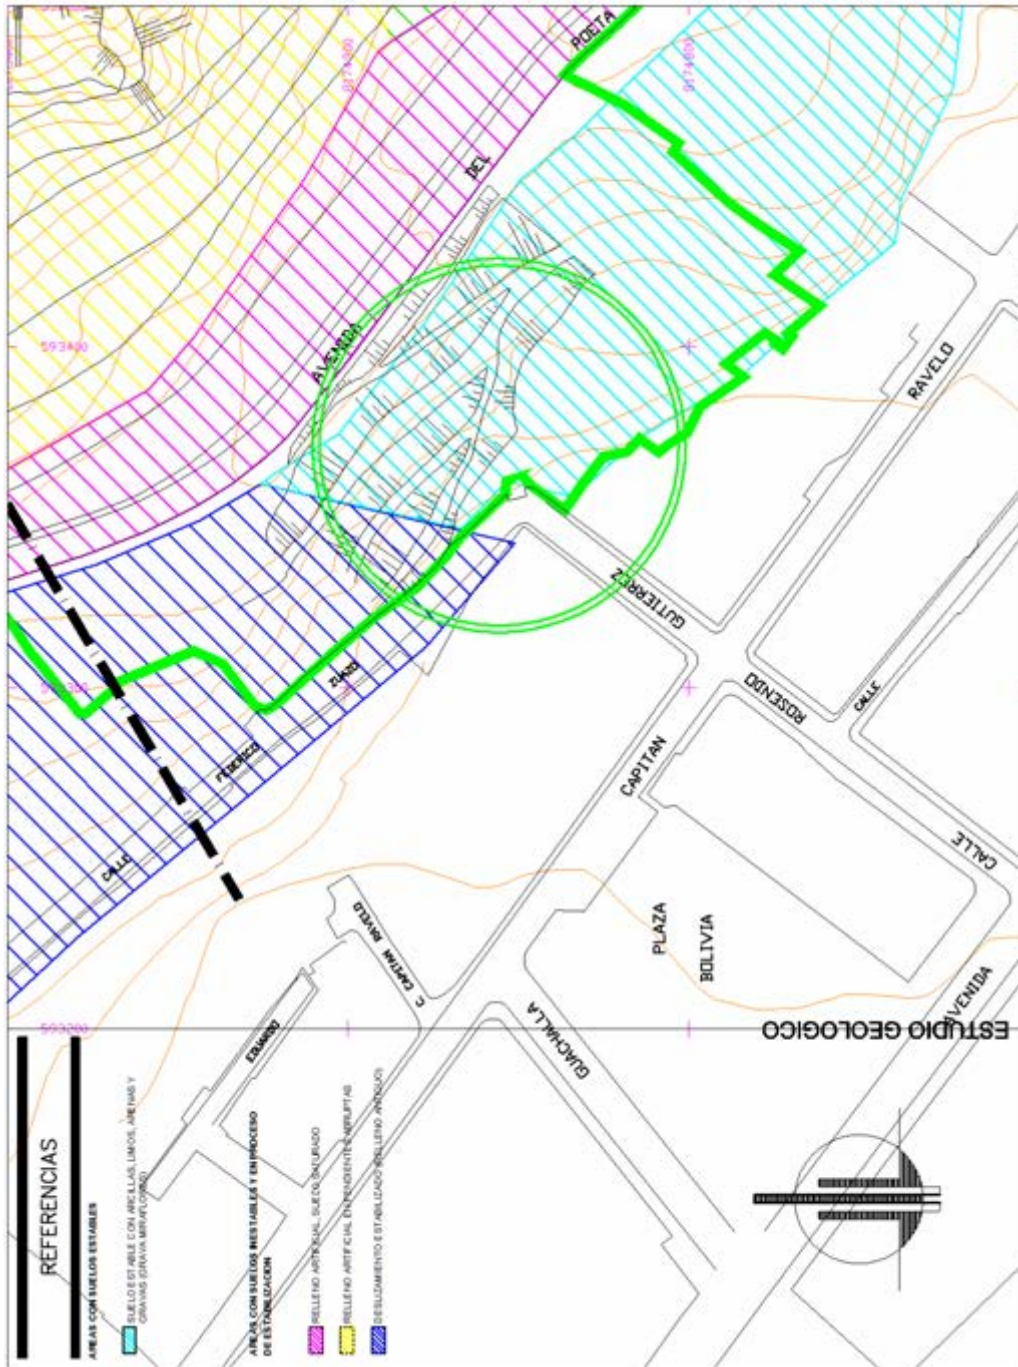 POETA
DEL
AVENIDA
8174300
593400
RAVELO
GUTIERREZ
ROSENDO
CALLE
CAPITAN
CALLE
ZUAZO
FEDERICO
CALLE
PLAZA
BOLIVIA
C. CAPITAN RAVELO
EDUARDO
GUACHALLA
AVENIDA
593200
ESTUDIO GEOLOGICO
REFERENCIAS
AREAS CON SUELOS ESTABLES
SUELO ESTABLE CON ARCILLAS, LIMOS, ARENAS Y
GRAVAS (GRAVA MIRAFLORES)
AREAS CON SUELOS INESTABLES Y EN PROCESO
DE ESTABILIZACION
RELLENO ARTIFICIAL, SUELO SATURADO
RELLENO ARTIFICIAL EN PENDIENTES ABRUPTAS
DESLIZAMIENTO ESTABILIZADO (RELLENO ANTIGUO)